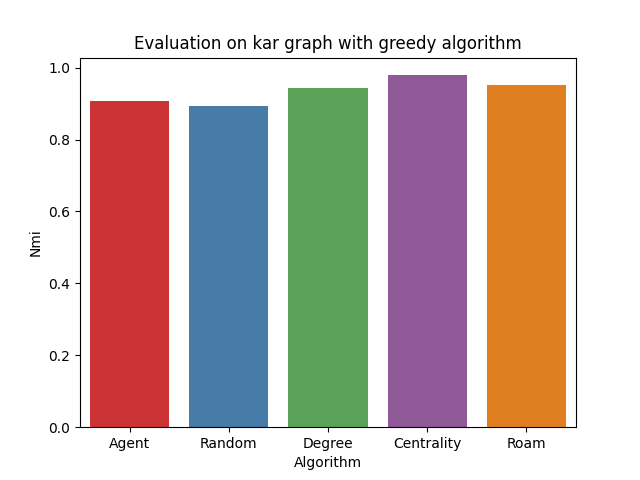 Evaluation on kar graph with greedy algorithm
1.0
0.8
0.6
0.4
0.2
0.0
Nmi
Agent Random Degree Centrality Roam
Algorithm